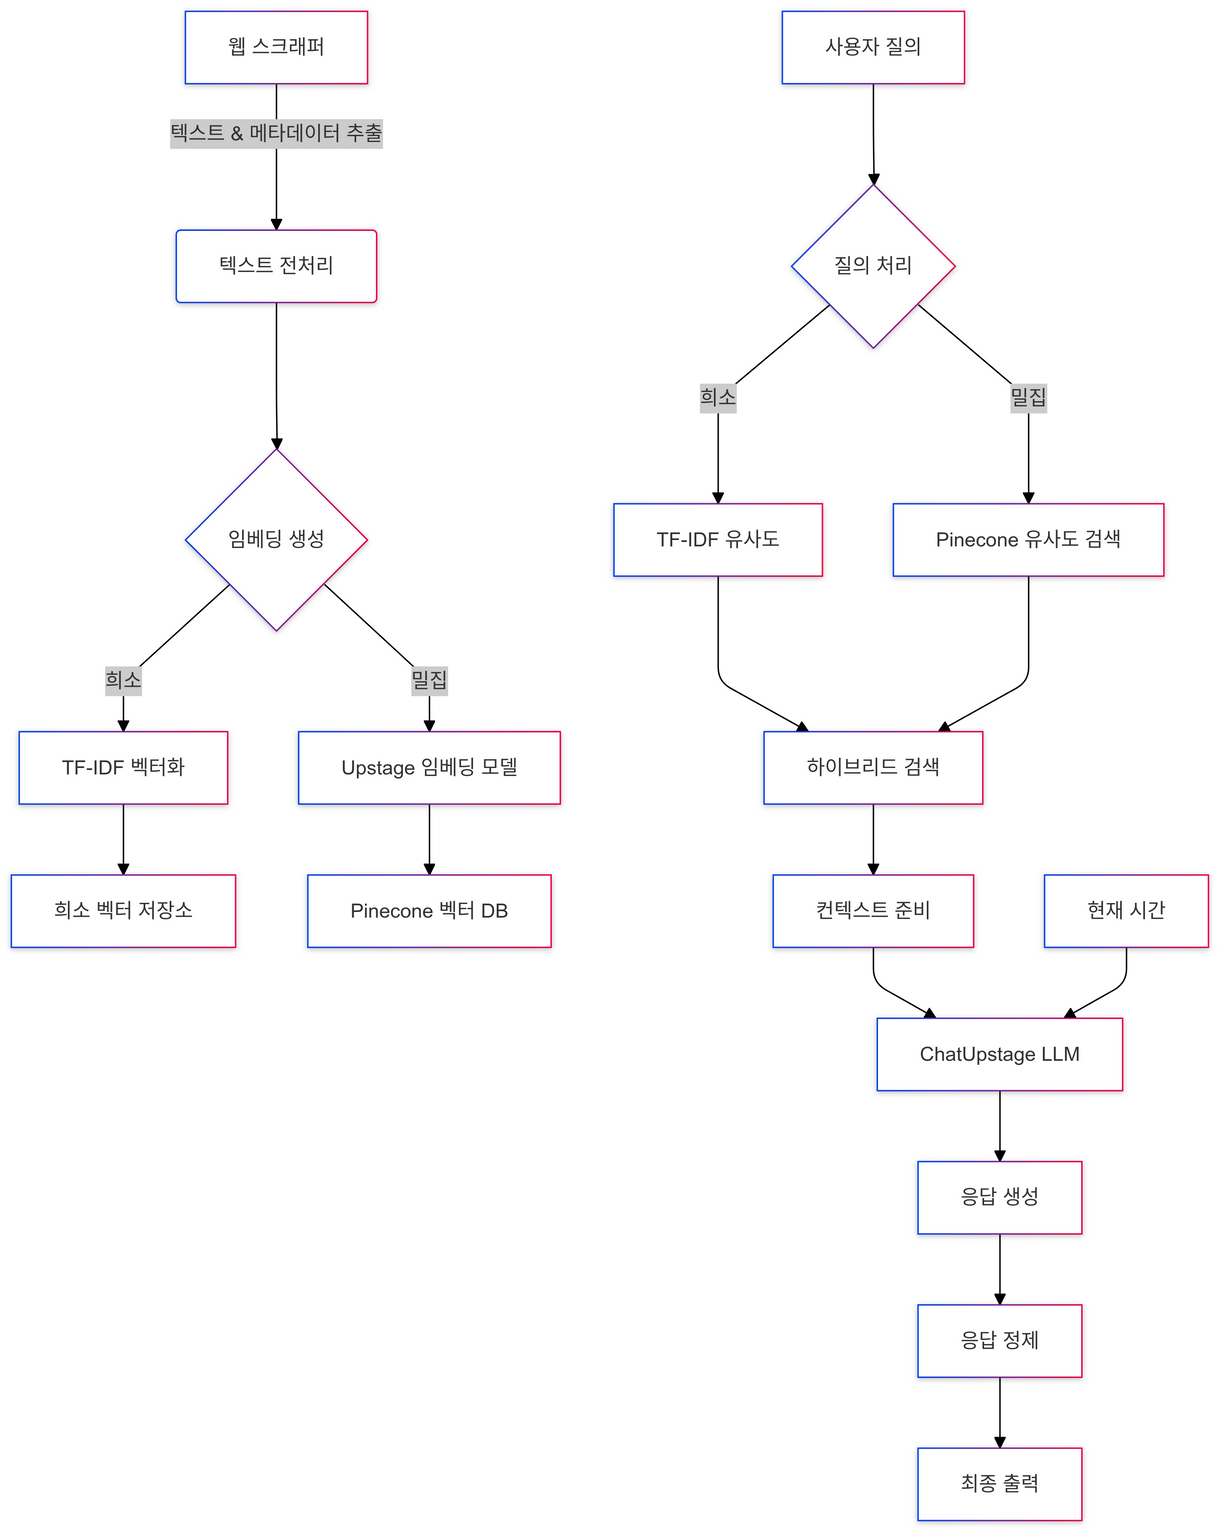 웹 스크래퍼
텍스트 & 메타데이터 추출
텍스트 전처리
임베딩 생성
희소
밀집
TF-IDF 벡터화
Upstage 임베딩 모델
희소 벡터 저장소
Pinecone 벡터 DB
사용자 질의
질의 처리
희소
밀집
TF-IDF 유사도
Pinecone 유사도 검색
하이브리드 검색
컨텍스트 준비
현재 시간
ChatUpstage LLM
응답 생성
응답 정제
최종 출력